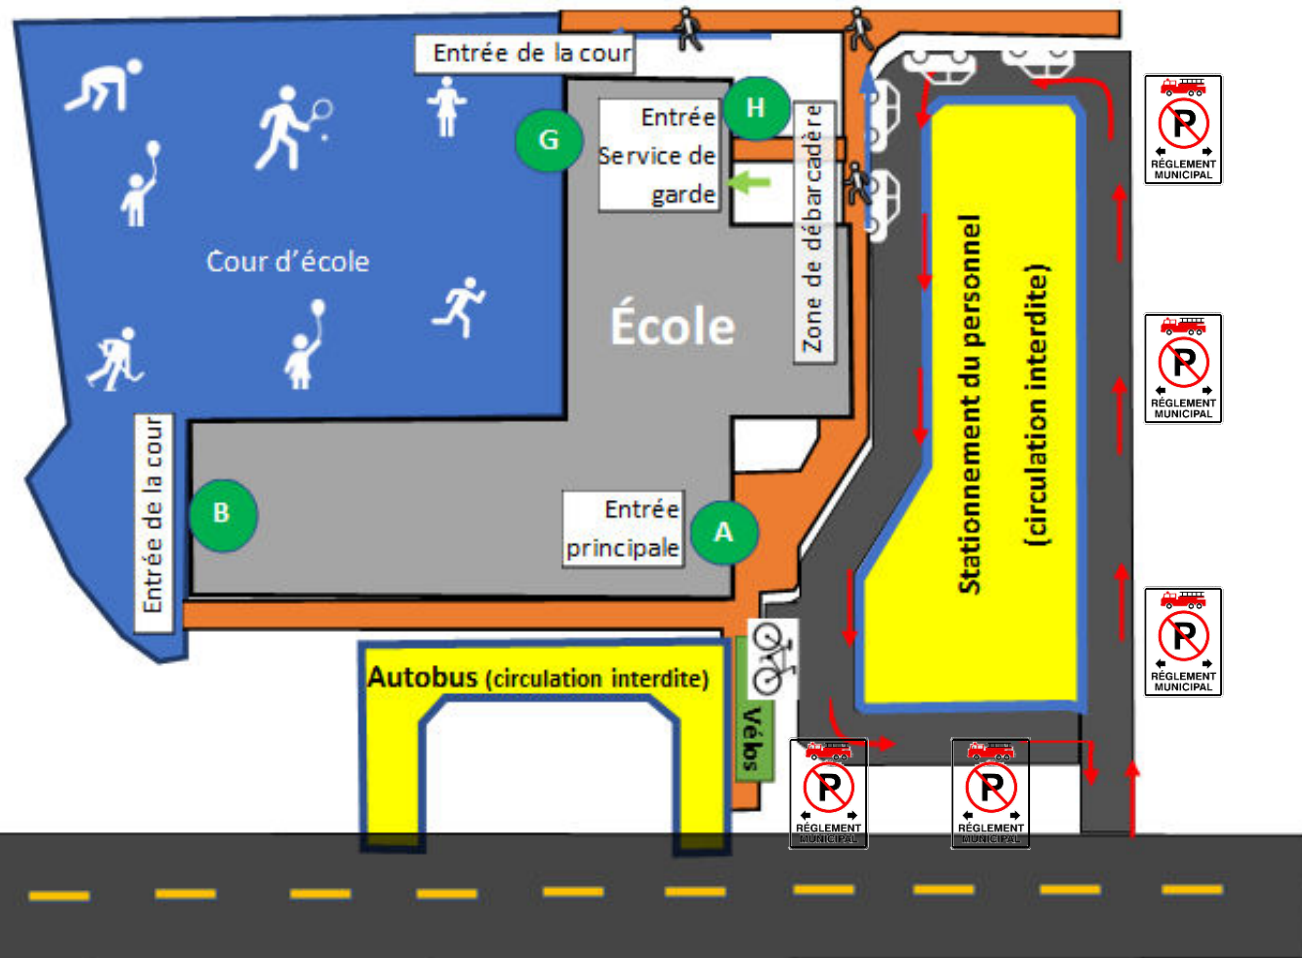 Entrée de la cour
H
G
Entrée
Service de
garde
Zone de débarcadère
Cour d’école
École
Stationnement du personnel
(circulation interdite)
Entrée de la cour
B
Entrée
principale
A
Autobus (circulation interdite)
Vélos
P
RÉGLEMENT
MUNICIPAL
P
RÉGLEMENT
MUNICIPAL
P
RÉGLEMENT
MUNICIPAL
P
RÉGLEMENT
MUNICIPAL
P
RÉGLEMENT
MUNICIPAL